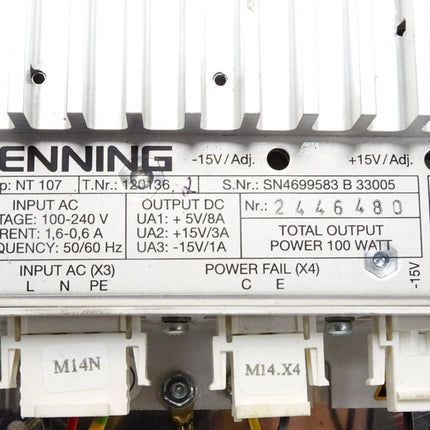 ENNING -15V/Adj. +15V/Adj.
p: NT 107 T.Nr.: 120136 2 S.Nr.: SN4699583 B 33005
INPUT AC OUTPUT DC Nr.: 2446480
TAGE: 100-240 V UA1: + 5V/8A
RENT: 1,6-0,6 A UA2: +15V/3A TOTAL OUTPUT
QUENCY: 50/60 Hz UA3: -15V/1A POWER 100 WATT
INPUT AC (X3) POWER FAIL (X4) -15V
L N PE C E
M14N M14.X4